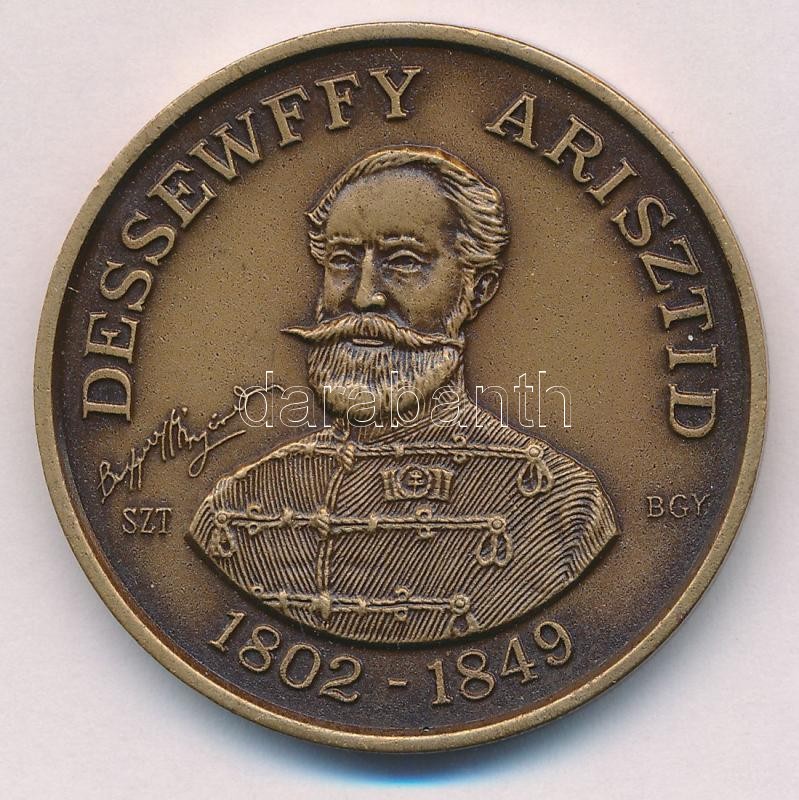 DESSEWFFY ARISZTID
SZT
BGY.
1802 - 1849
darabanth